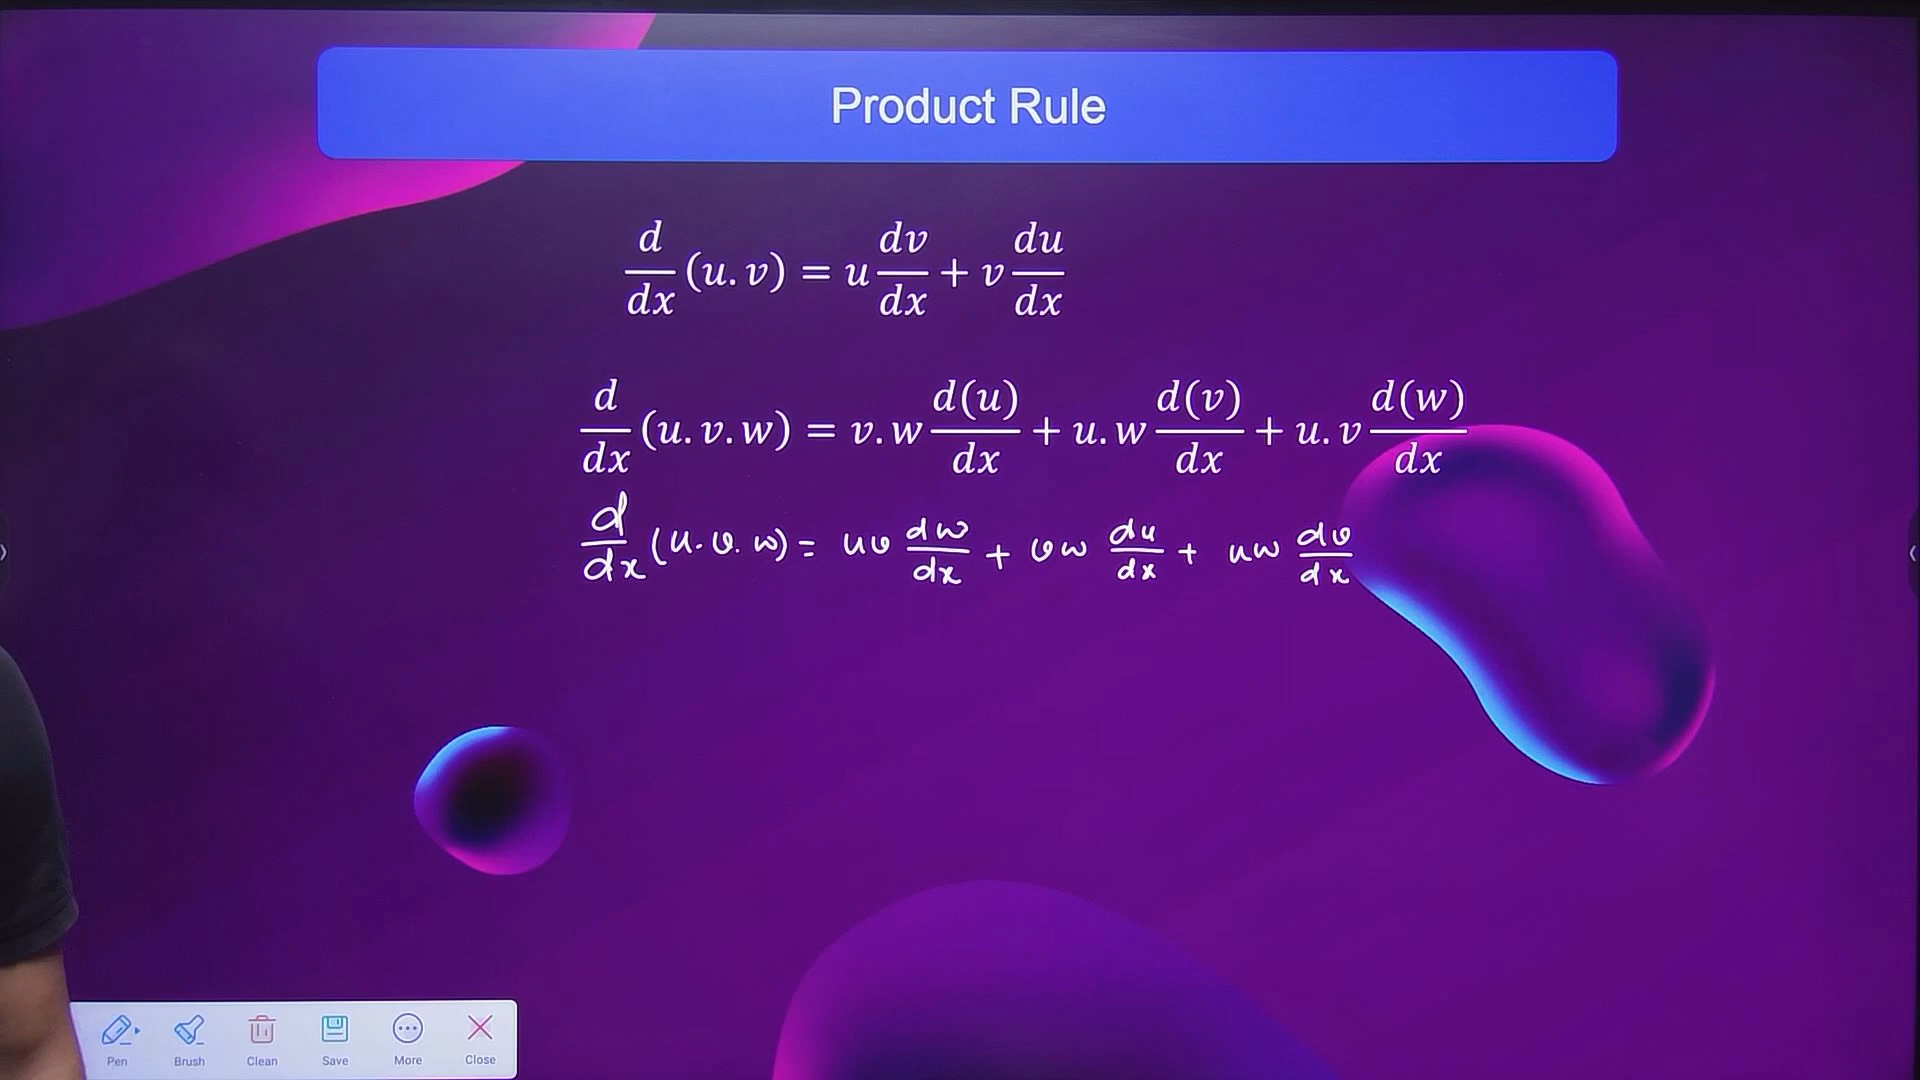 Product Rule
d/dx (u.v) = u dv/dx + v du/dx
d/dx (u.v.w) = v.w d(u)/dx + u.w d(v)/dx + u.v d(w)/dx
d/dx (u.v.w) = uv dw/dx + vw du/dx + uw dv/dx
Pen Brush Clean Save More Close